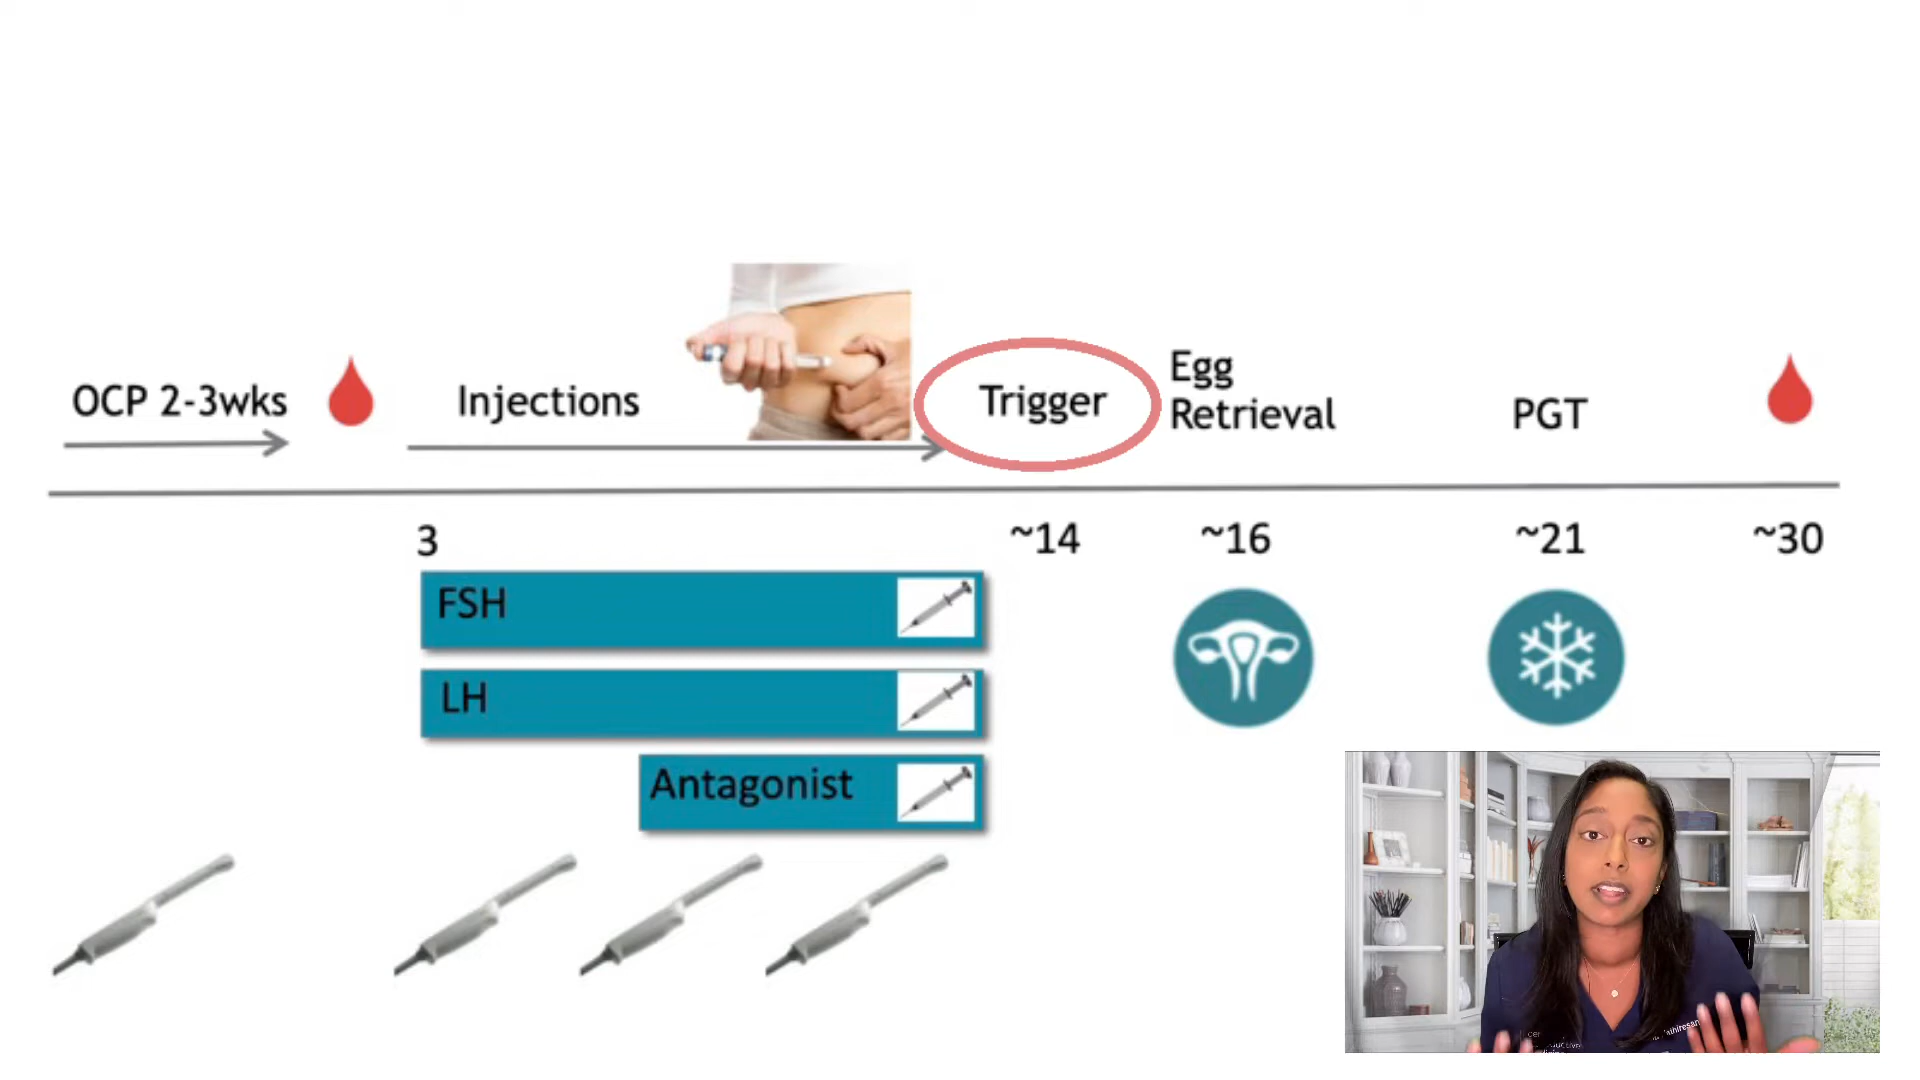 OCP 2-3wks
Injections
Trigger
Egg
Retrieval
PGT
3
~14
~16
~21
~30
FSH
LH
Antagonist